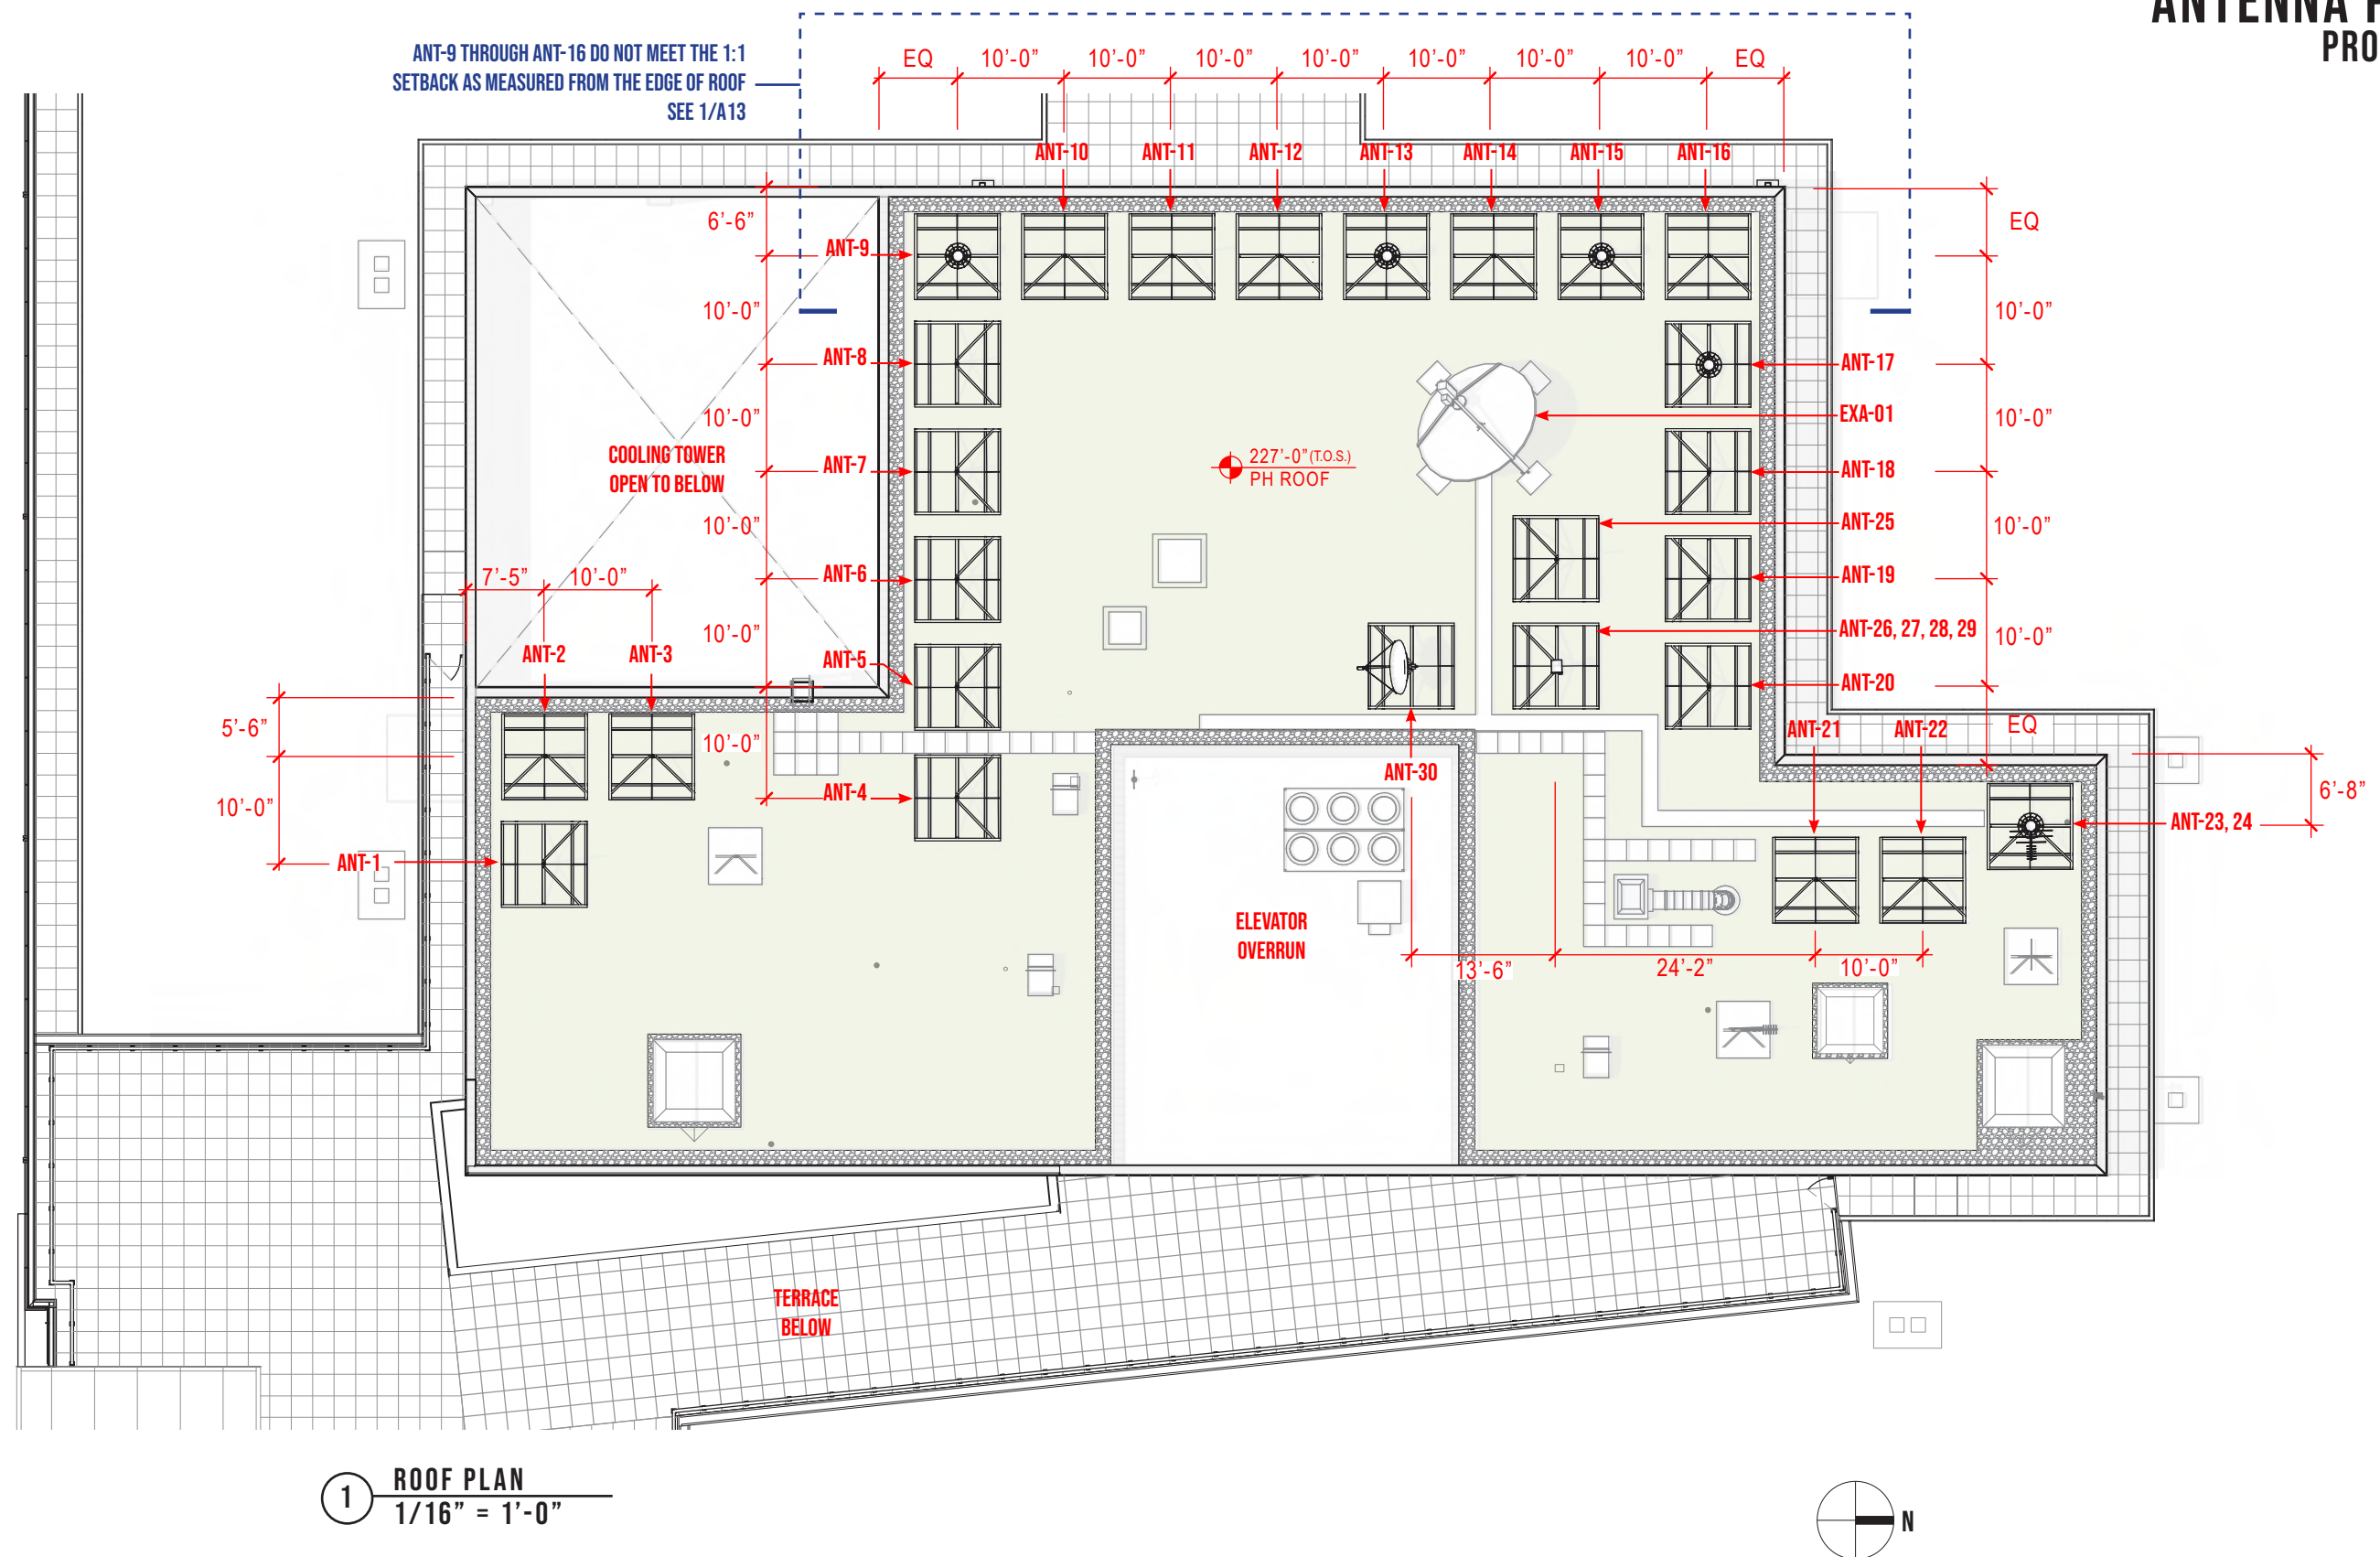 ANTENNA
PRO
ANT-9 THROUGH ANT-16 DO NOT MEET THE 1:1
SETBACK AS MEASURED FROM THE EDGE OF ROOF
SEE 1/A13
EQ 10'-0" 10'-0" 10'-0" 10'-0" 10'-0" 10'-0" 10'-0" EQ
ANT-10 ANT-11 ANT-12 ANT-13 ANT-14 ANT-15 ANT-16
6'-6"
EQ
ANT-9
10'-0"
10'-0"
ANT-8
ANT-17
10'-0"
EXA-01
10'-0"
COOLING TOWER
OPEN TO BELOW
227'-0" (T.O.S.)
PH ROOF
ANT-7
ANT-18
10'-0"
ANT-25
10'-0"
7'-5" 10'-0"
ANT-6
ANT-19
10'-0"
ANT-26, 27, 28, 29
10'-0"
ANT-2 ANT-3
ANT-5
ANT-20
5'-6"
10'-0"
ANT-21 ANT-22
EQ
ANT-30
6'-8"
10'-0"
ANT-4
ANT-23, 24
ANT-1
ELEVATOR
OVERRUN
13'-6" 24'-2" 10'-0"
TERRACE
BELOW
1
ROOF PLAN
1/16" = 1'-0"
N